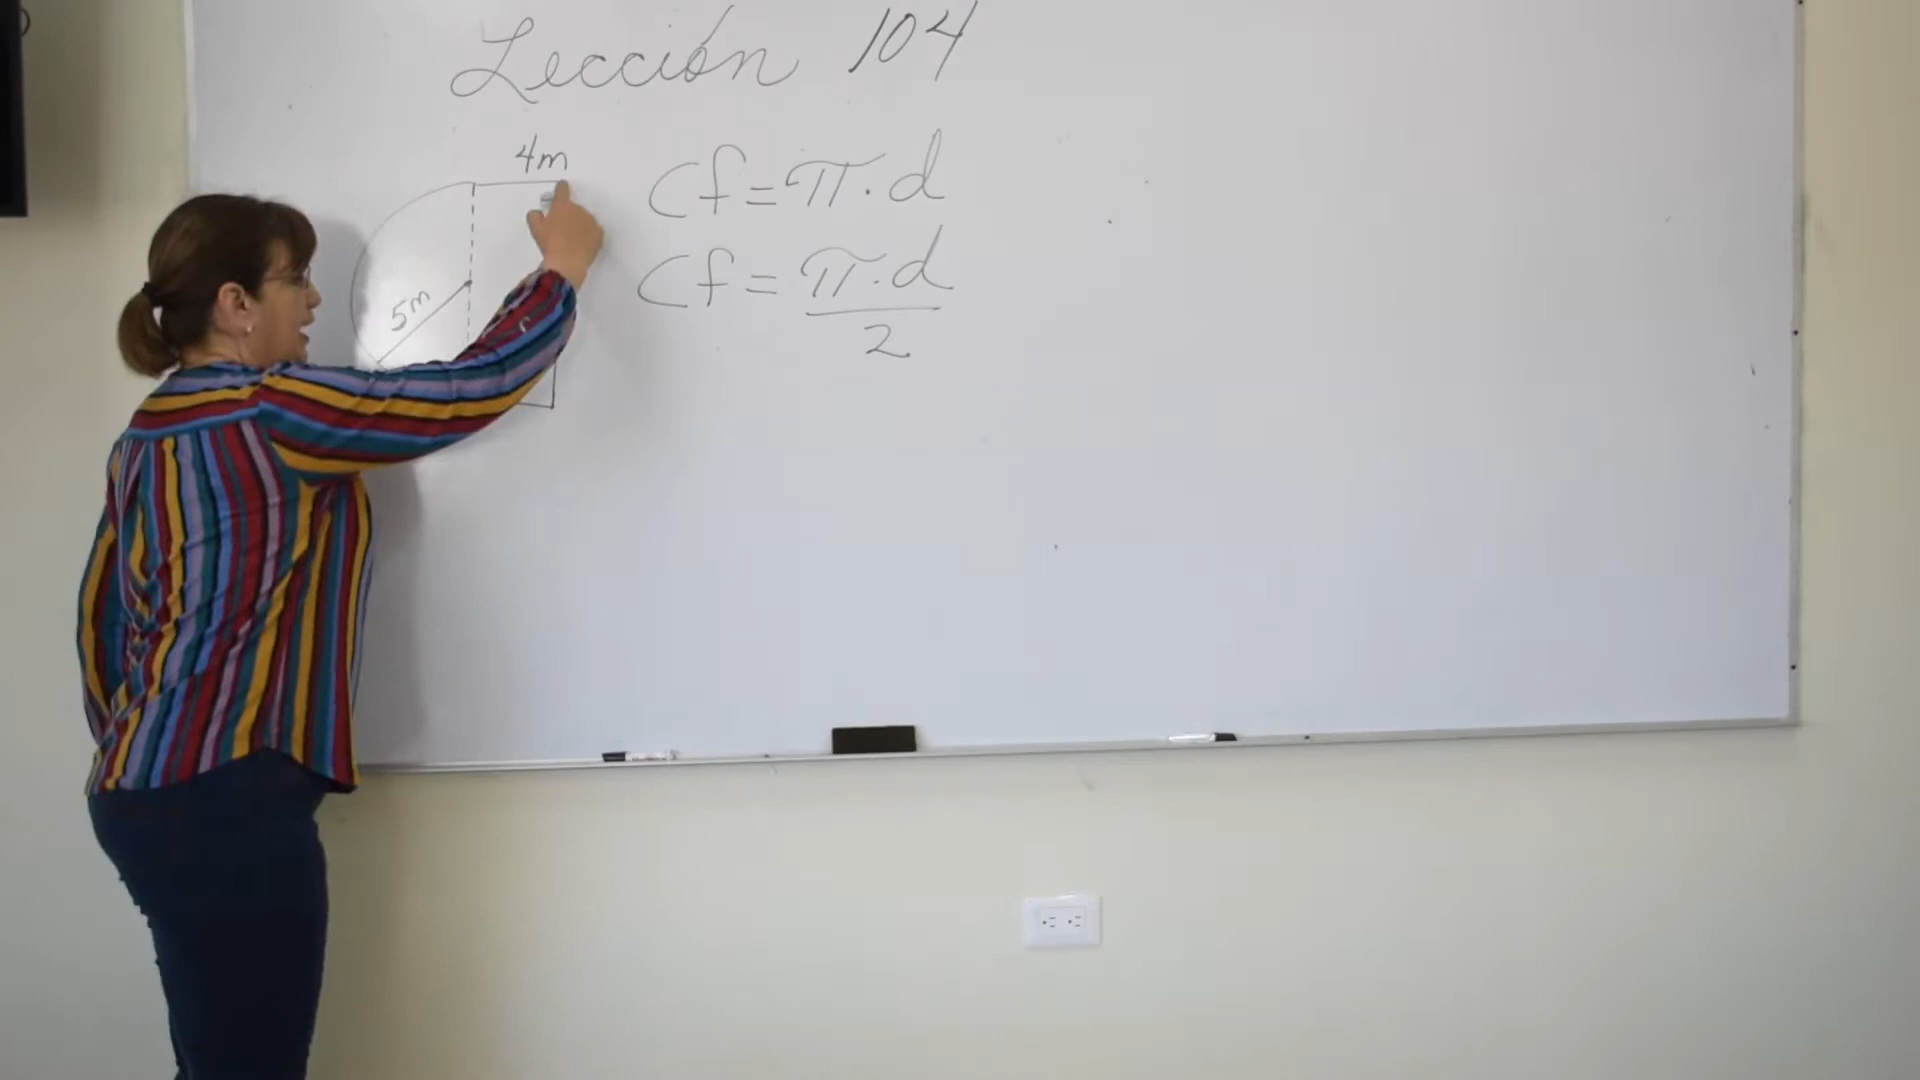 Lección 104
4m
5m
Cf = π · d
Cf = π · d
2